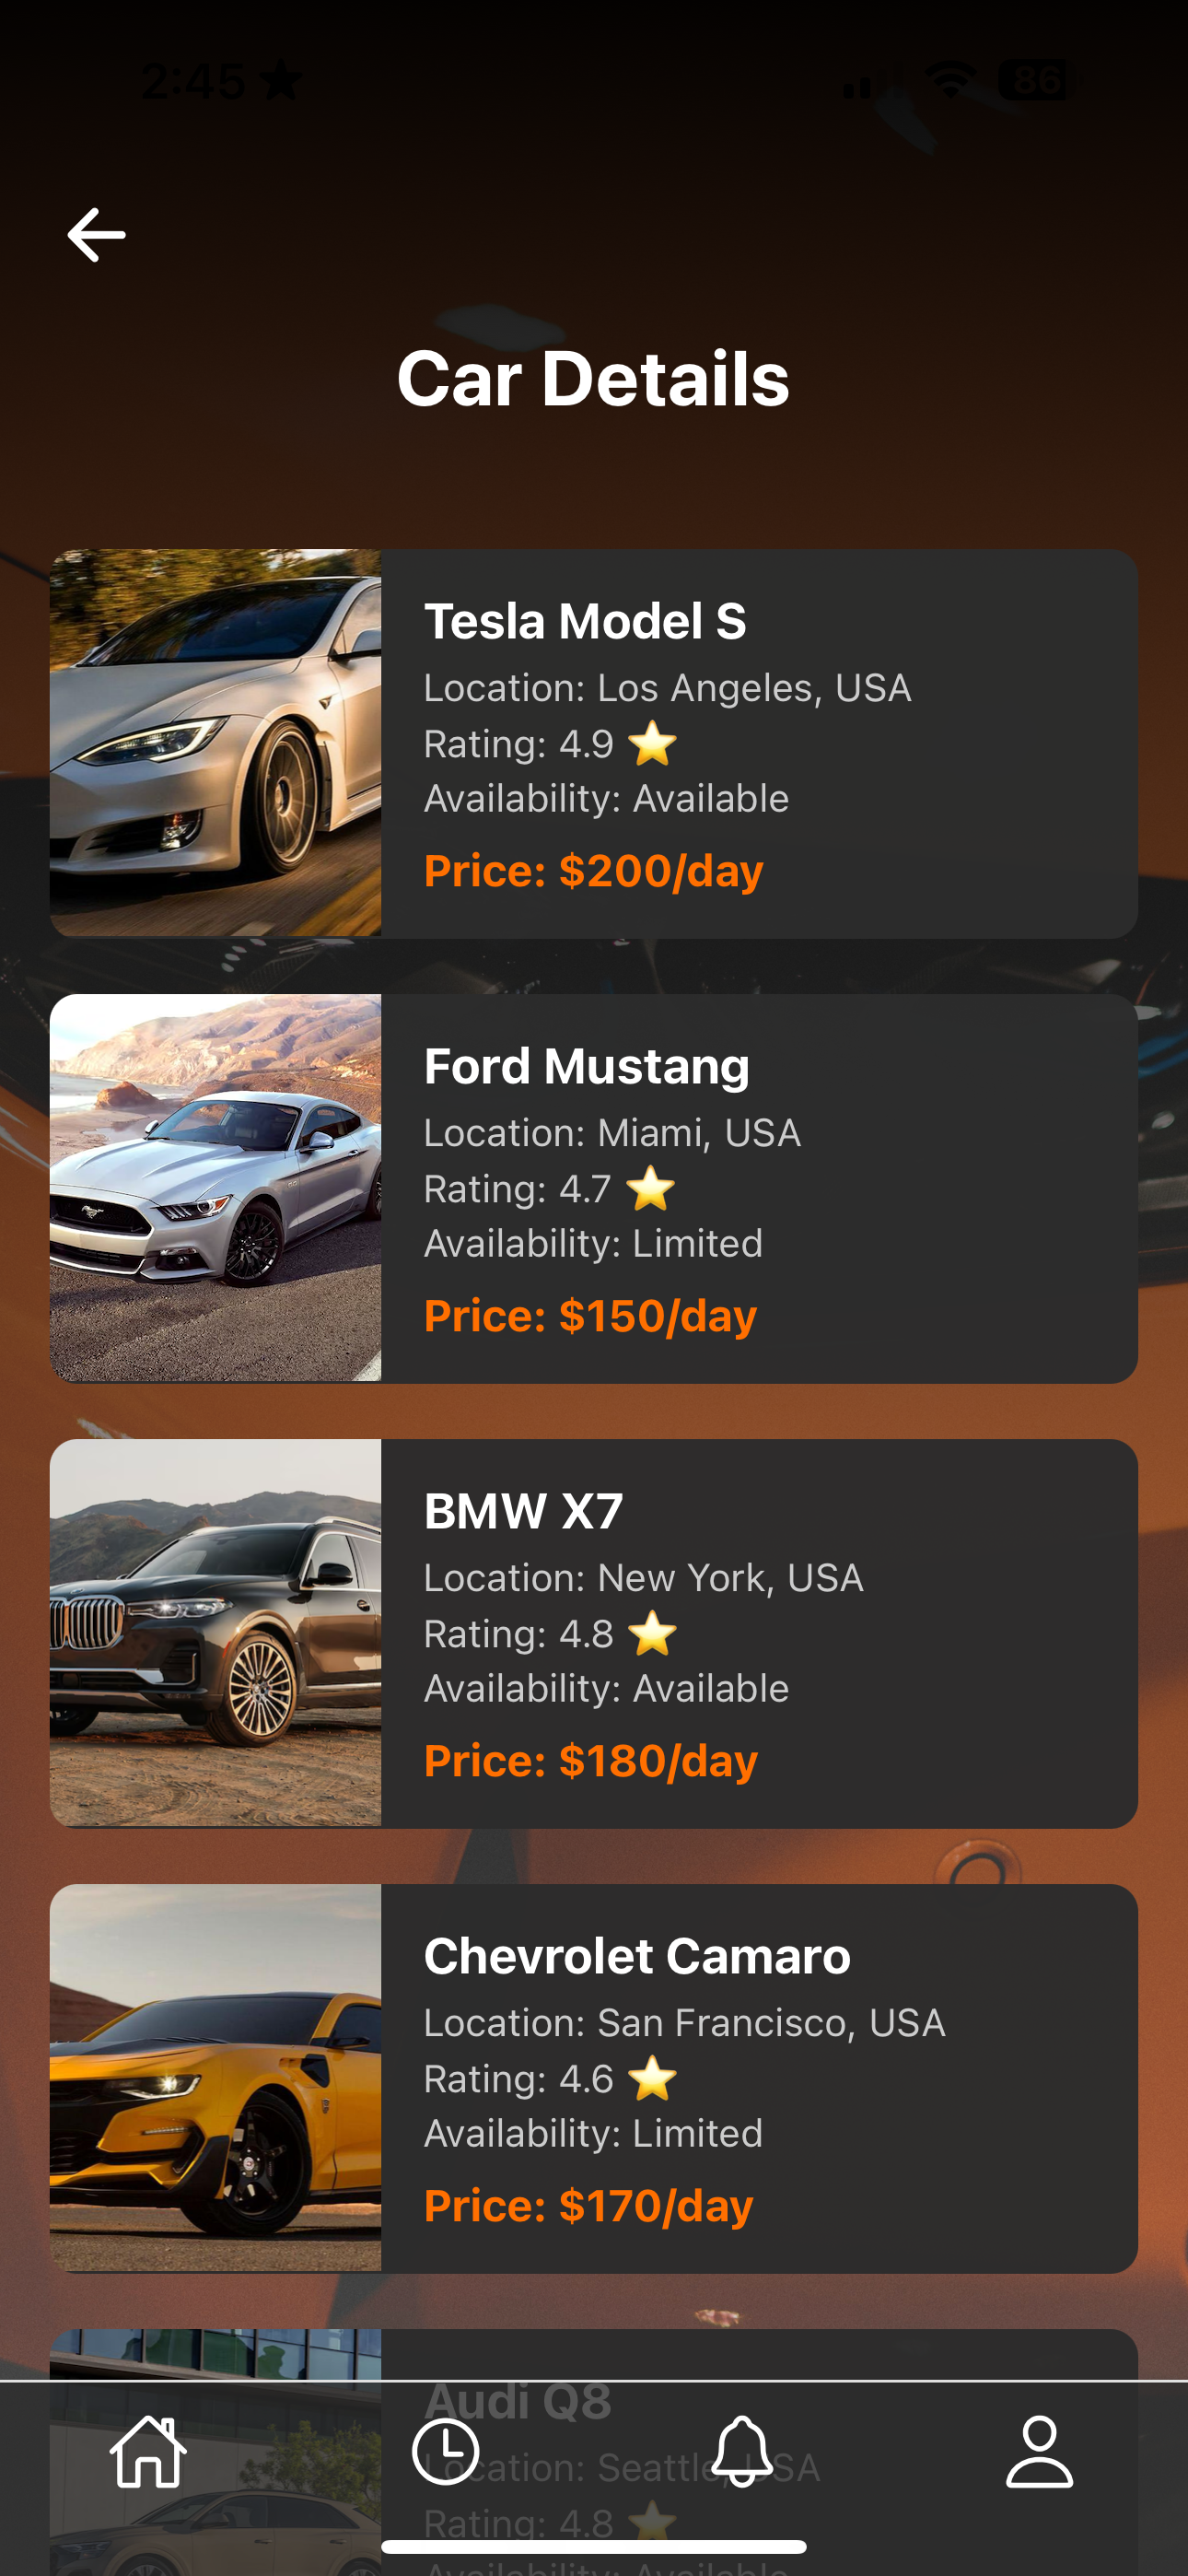 2:45
86
Car Details
Tesla Model S
Location: Los Angeles, USA
Rating: 4.9 ⭐
Availability: Available
Price: $200/day
Ford Mustang
Location: Miami, USA
Rating: 4.7 ⭐
Availability: Limited
Price: $150/day
BMW X7
Location: New York, USA
Rating: 4.8 ⭐
Availability: Available
Price: $180/day
Chevrolet Camaro
Location: San Francisco, USA
Rating: 4.6 ⭐
Availability: Limited
Price: $170/day
Audi Q8
Location: Seattle, USA
Rating: 4.8 ⭐
Availability: Available